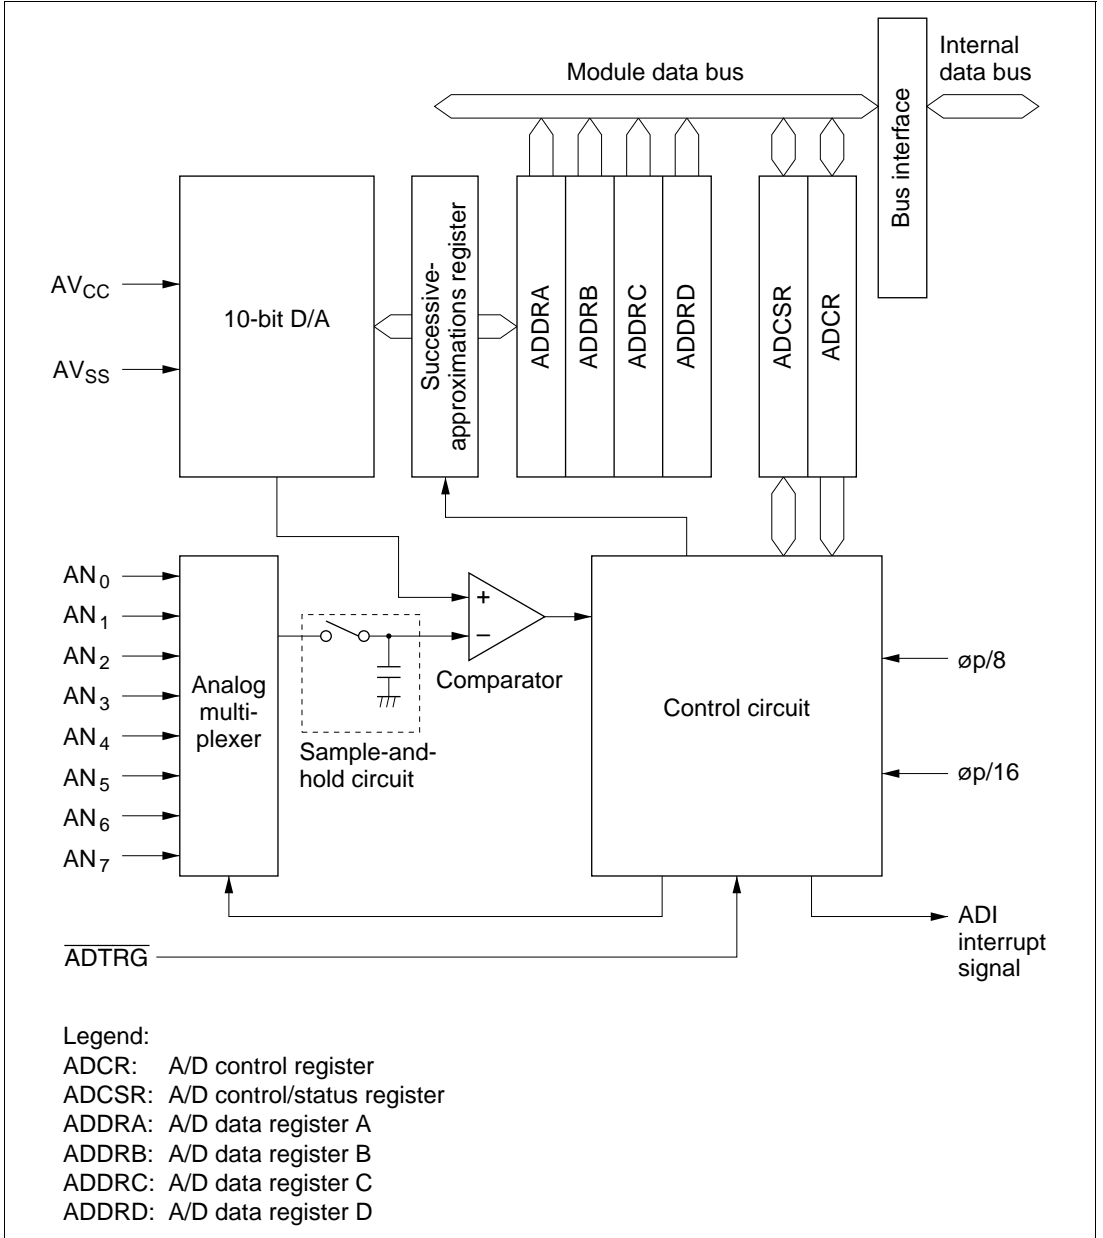 Internal
data bus
Module data bus
Bus interface
AVCC
AVSS
10-bit D/A
Successive-
approximations register
ADDRA
ADDRB
ADDRC
ADDRD
ADCSR
ADCR
AN0
AN1
AN2
AN3
AN4
AN5
AN6
AN7
Analog
multi-
plexer
+
−
Comparator
Sample-and-
hold circuit
Control circuit
øp/8
øp/16
ADTRG
ADI
interrupt
signal
Legend:
ADCR: A/D control register
ADCSR: A/D control/status register
ADDRA: A/D data register A
ADDRB: A/D data register B
ADDRC: A/D data register C
ADDRD: A/D data register D